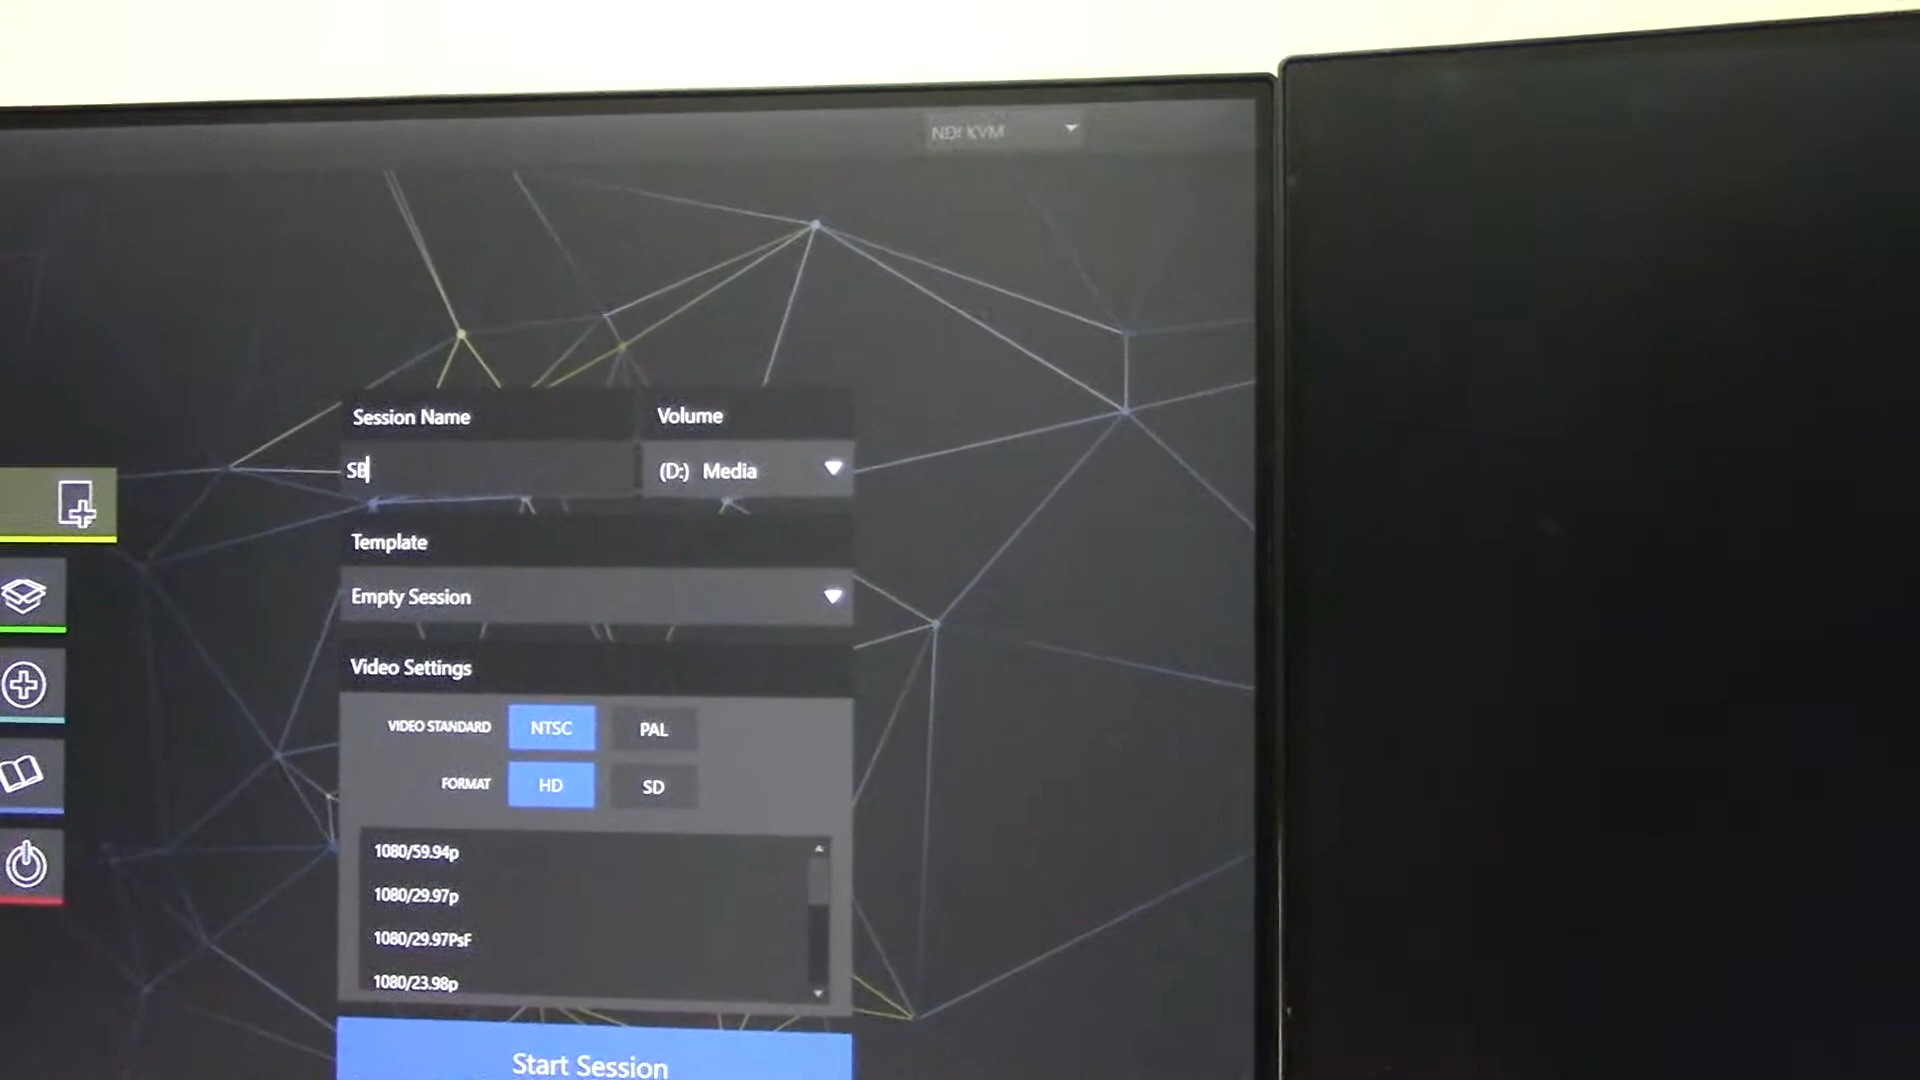 NDI KVM
Session Name
Volume
SB
(D:) Media
Template
Empty Session
Video Settings
VIDEO STANDARD
NTSC
PAL
FORMAT
HD
SD
1080/59.94p
1080/29.97p
1080/29.97PsF
1080/23.98p
Start Session